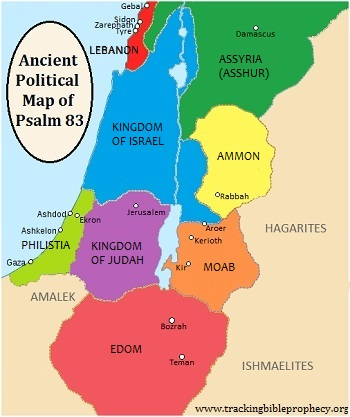 Gebal
Sidon
Zarephath
Tyre
LEBANON
Damascus
ASSYRIA
(ASSHUR)
Ancient
Political
Map of
Psalm 83
KINGDOM
OF ISRAEL
AMMON
Rabbah
Ashdod
Ekron
Jerusalem
Ashkelon
PHILISTIA
Gaza
KINGDOM
OF JUDAH
Aroer
Kerioth
Kir
MOAB
HAGARITES
AMALEK
Bozrah
EDOM
Teman
ISHMAELITES
www.trackingbibleprophecy.org